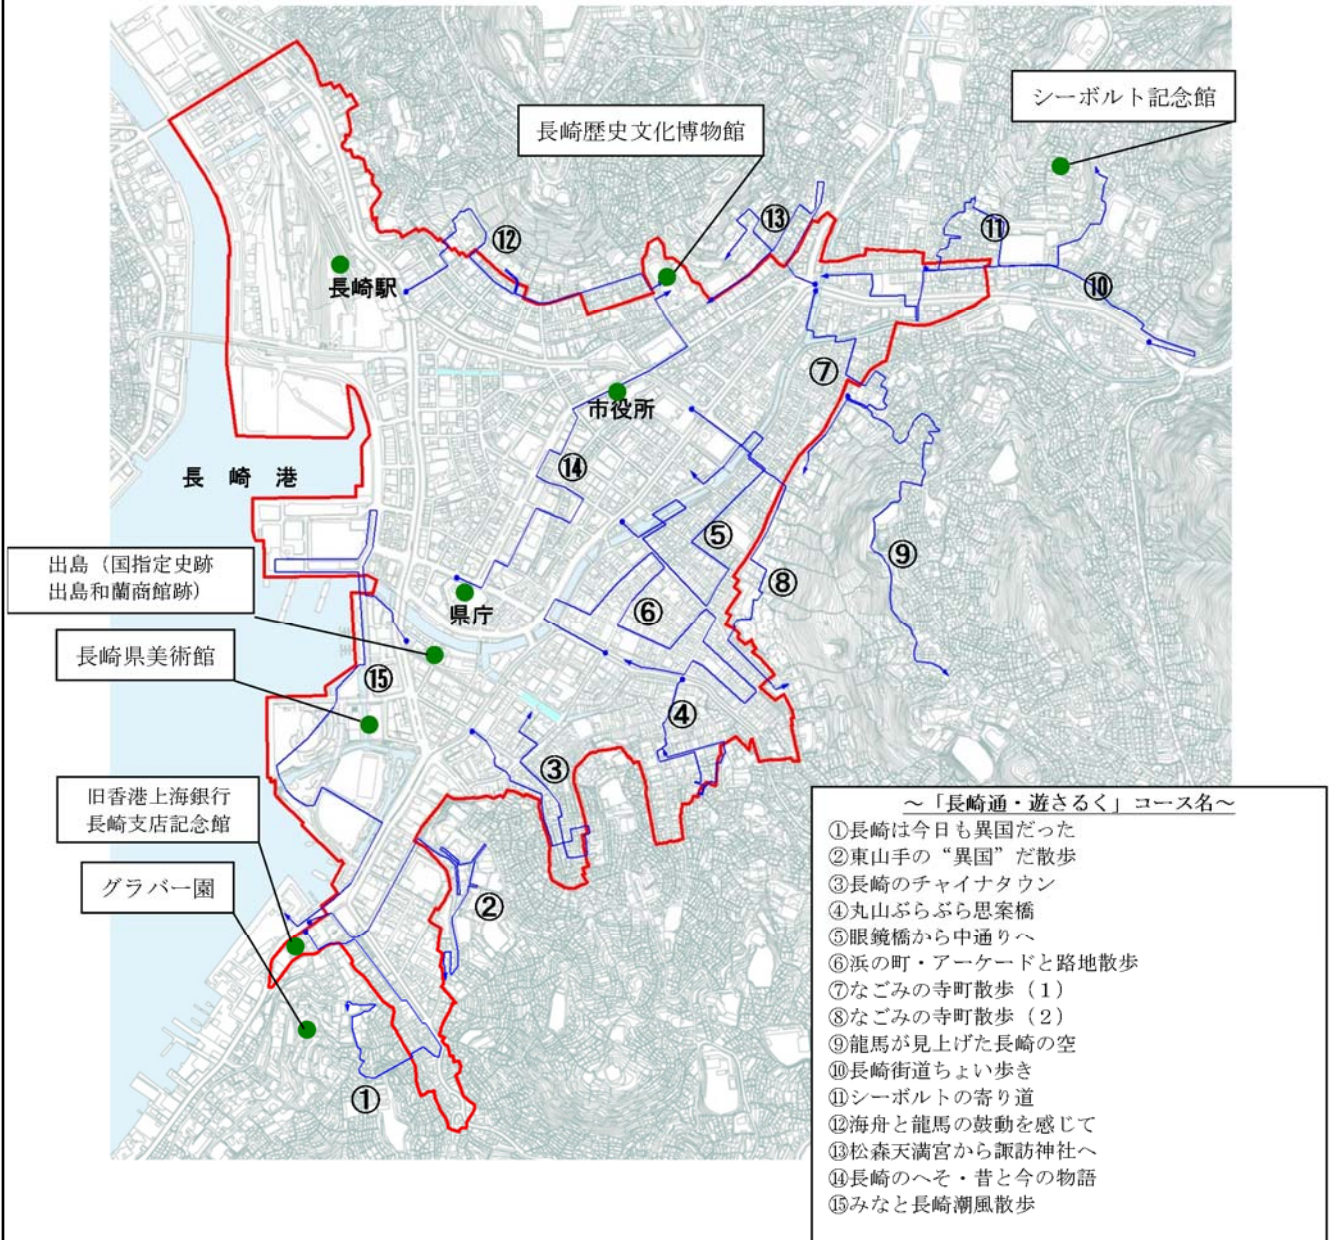 シーボルト記念館
長崎歴史文化博物館
⑬
⑫
⑪
長崎駅
⑩
⑦
市役所
長崎港
⑭
⑤
⑨
出島（国指定史跡
出島和蘭商館跡）
⑧
⑥
県庁
長崎県美術館
⑮
④
③
旧香港上海銀行
長崎支店記念館
グラバー園
②
①
～「長崎通・遊さるく」コース名～
①長崎は今日も異国だった
②東山手の“異国”だ散歩
③長崎のチャイナタウン
④丸山ぶらぶら思案橋
⑤眼鏡橋から中通りへ
⑥浜の町・アーケードと路地散歩
⑦なごみの寺町散歩（1）
⑧なごみの寺町散歩（2）
⑨龍馬が見上げた長崎の空
⑩長崎街道ちょい歩き
⑪シーボルトの寄り道
⑫海舟と龍馬の鼓動を感じて
⑬松森天満宮から諏訪神社へ
⑭長崎のへそ・昔と今の物語
⑮みなと長崎潮風散歩